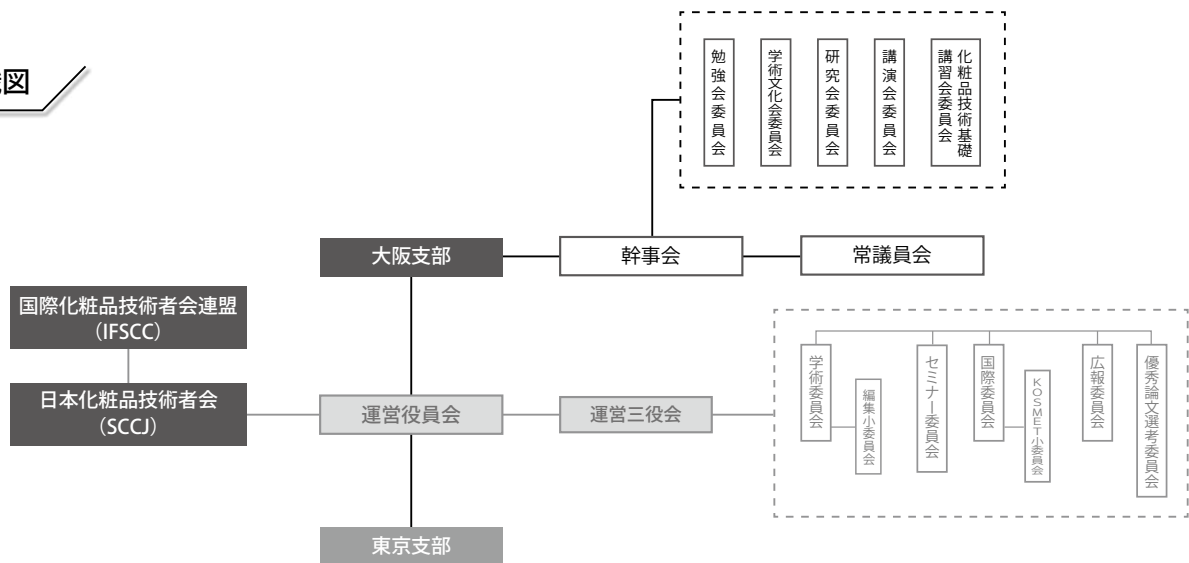 図
勉強会委員会
学術文化会委員会
研究会委員会
講演会委員会
化粧品技術基礎
講習会委員会
大阪支部
幹事会
常議員会
国際化粧品技術者会連盟
（IFSCC）
日本化粧品技術者会
（SCCJ）
運営役員会
運営三役会
学術委員会
編集小委員会
セミナー委員会
国際委員会
KOSMET小委員会
広報委員会
優秀論文選考委員会
東京支部